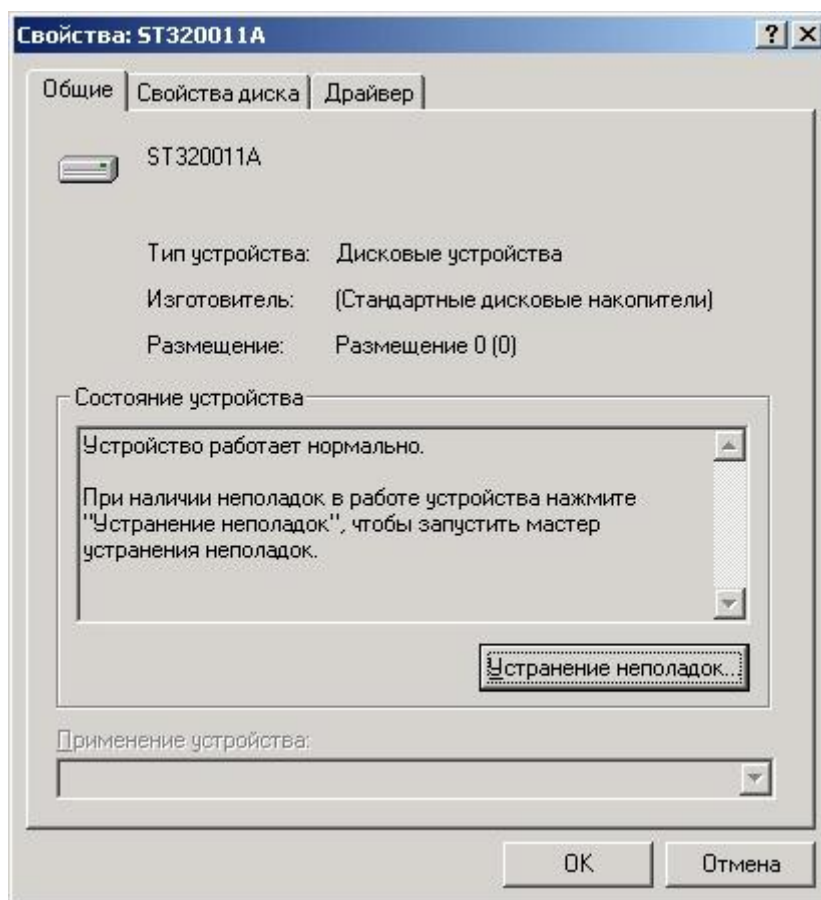 Свойства: ST320011A
Общие
Свойства диска
Драйвер
ST320011A
Тип устройства: Дисковые устройства
Изготовитель: (Стандартные дисковые накопители)
Размещение: Размещение 0 (0)
Состояние устройства
Устройство работает нормально.
При наличии неполадок в работе устройства нажмите
"Устранение неполадок", чтобы запустить мастер
устранения неполадок.
Устранение неполадок...
Применение устройства:
OK
Отмена